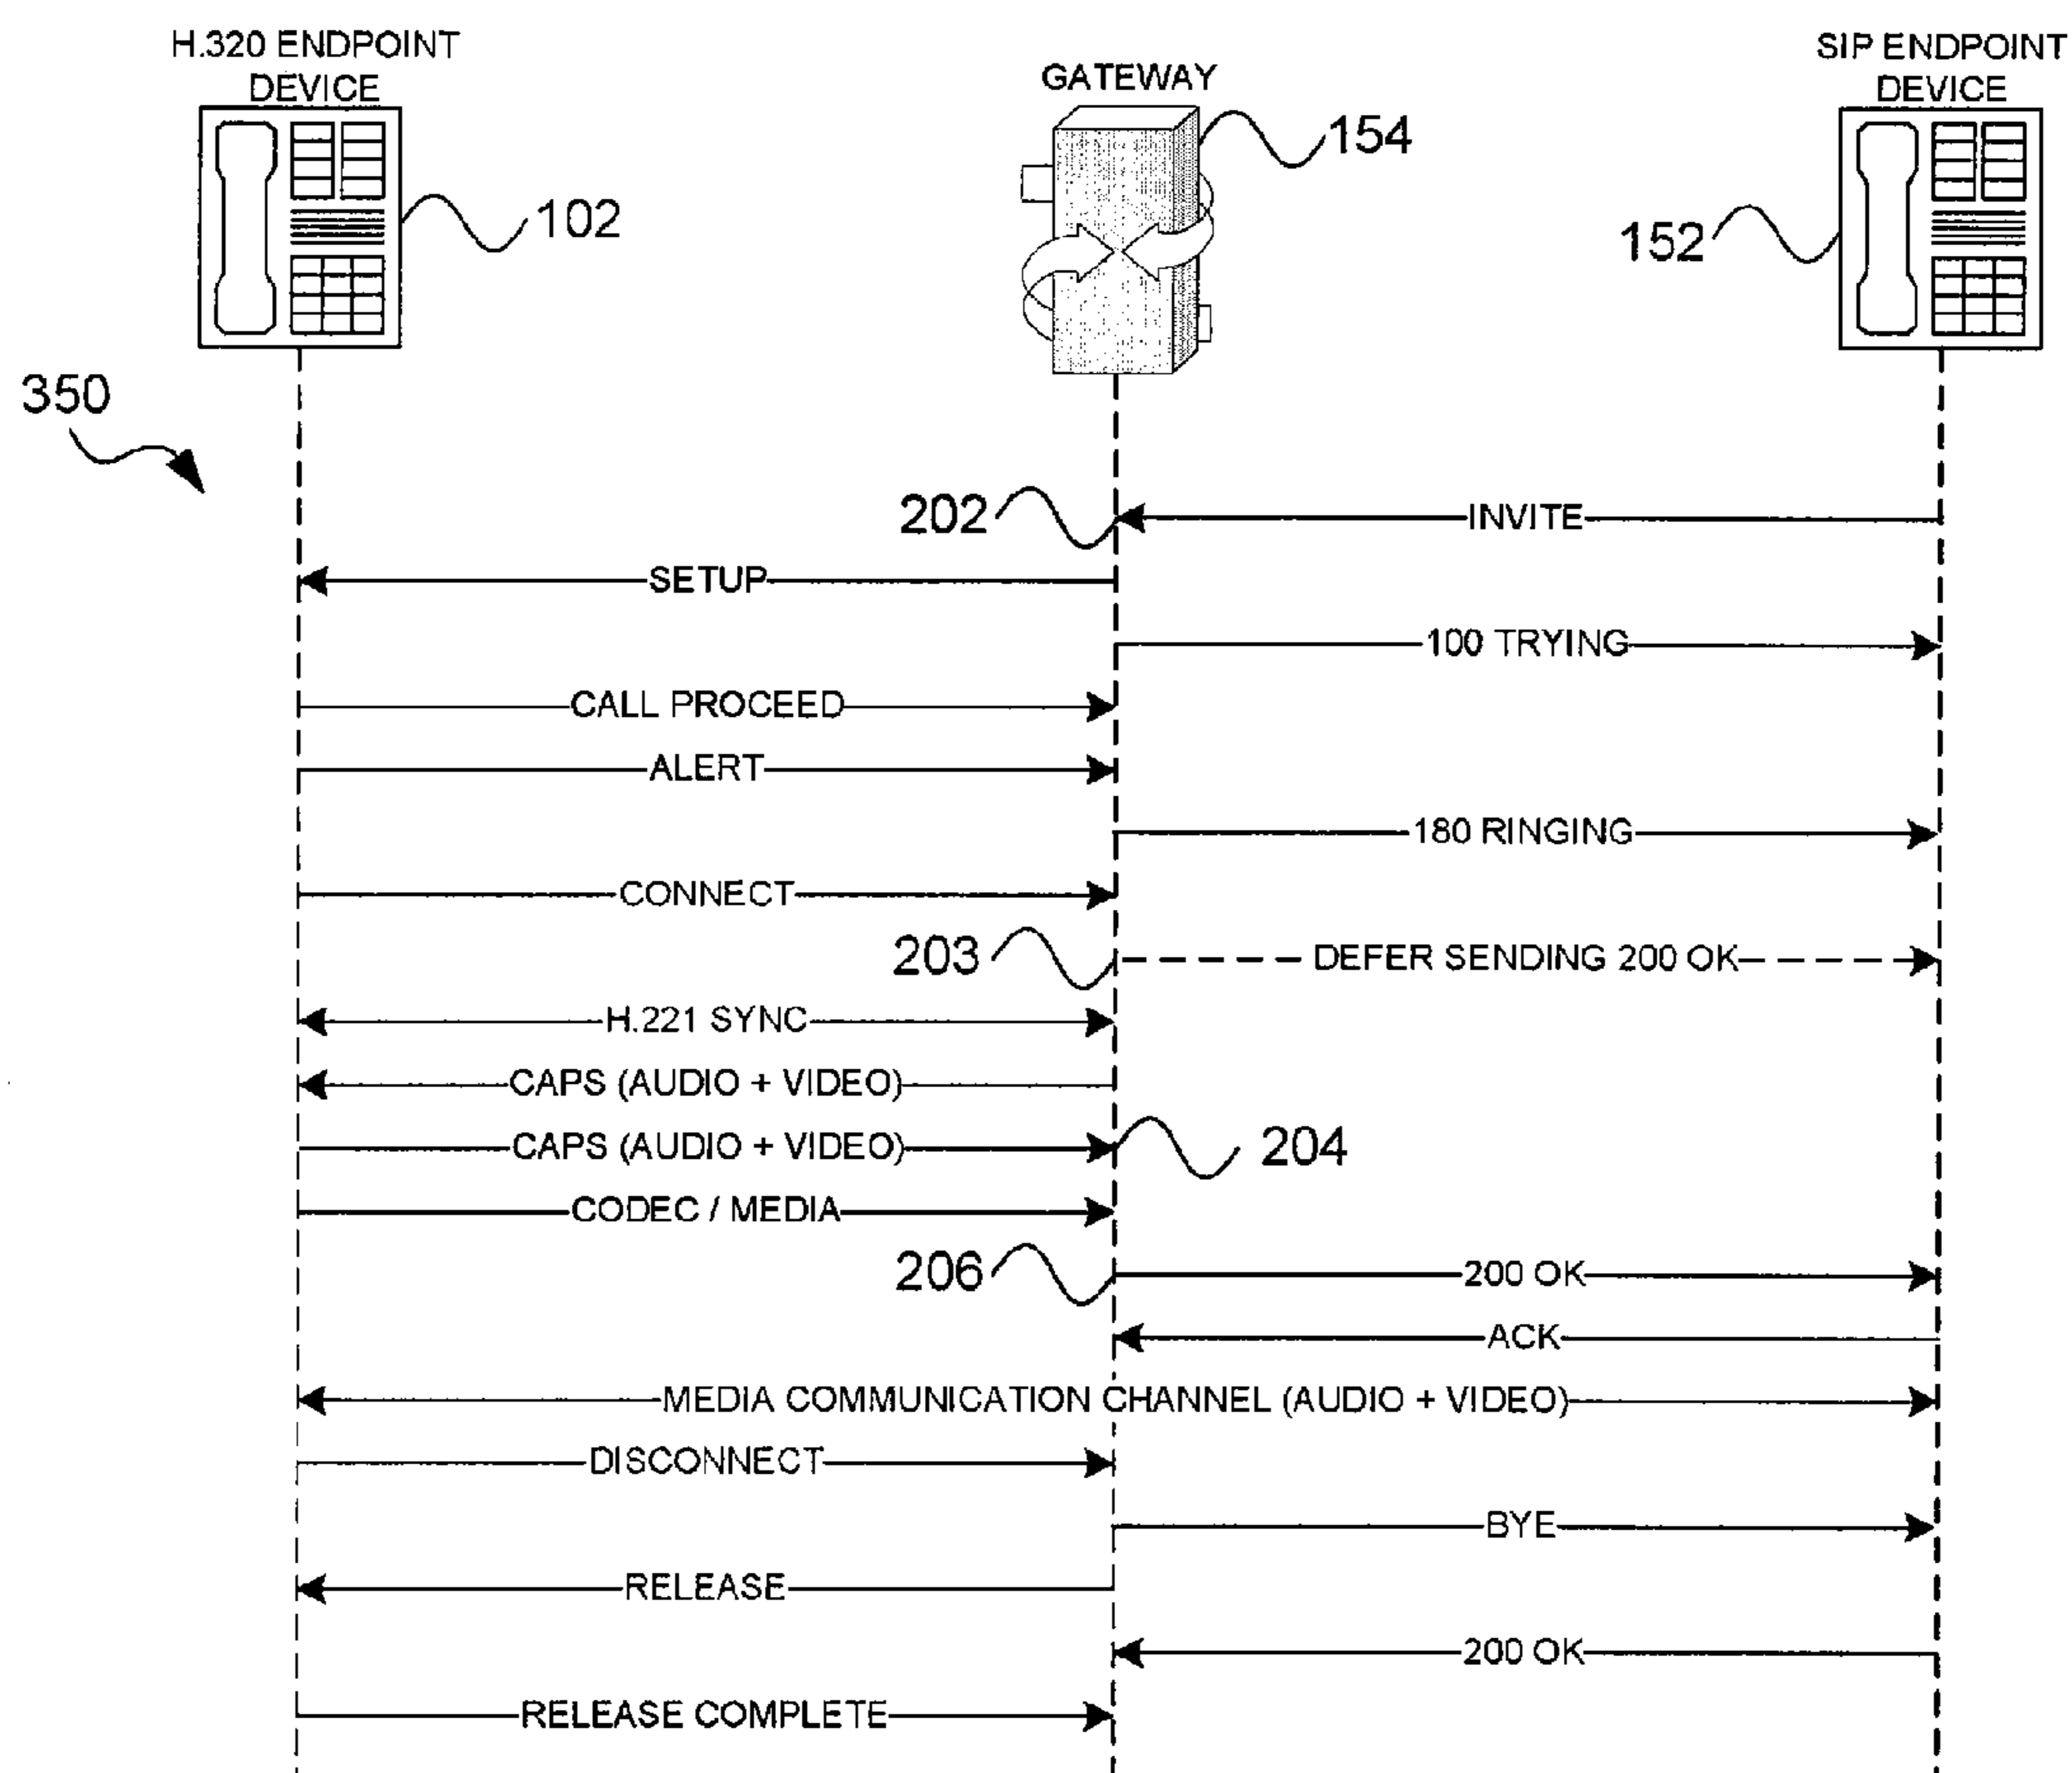 H.320 ENDPOINT
DEVICE
GATEWAY
SIP ENDPOINT
DEVICE
154
102
152
350
202
INVITE
SETUP
100 TRYING
CALL PROCEED
ALERT
180 RINGING
CONNECT
203
DEFER SENDING 200 OK
H.221 SYNC
CAPS (AUDIO + VIDEO)
CAPS (AUDIO + VIDEO)
204
CODEC / MEDIA
206
200 OK
ACK
MEDIA COMMUNICATION CHANNEL (AUDIO + VIDEO)
DISCONNECT
BYE
RELEASE
200 OK
RELEASE COMPLETE